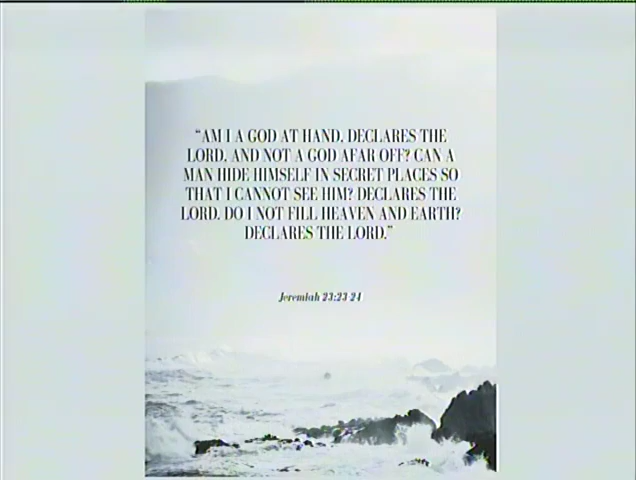 “AM I A GOD AT HAND, DECLARES THE
LORD, AND NOT A GOD AFAR OFF? CAN A
MAN HIDE HIMSELF IN SECRET PLACES SO
THAT I CANNOT SEE HIM? DECLARES THE
LORD. DO I NOT FILL HEAVEN AND EARTH?
DECLARES THE LORD.”
Jeremiah 23:23-24